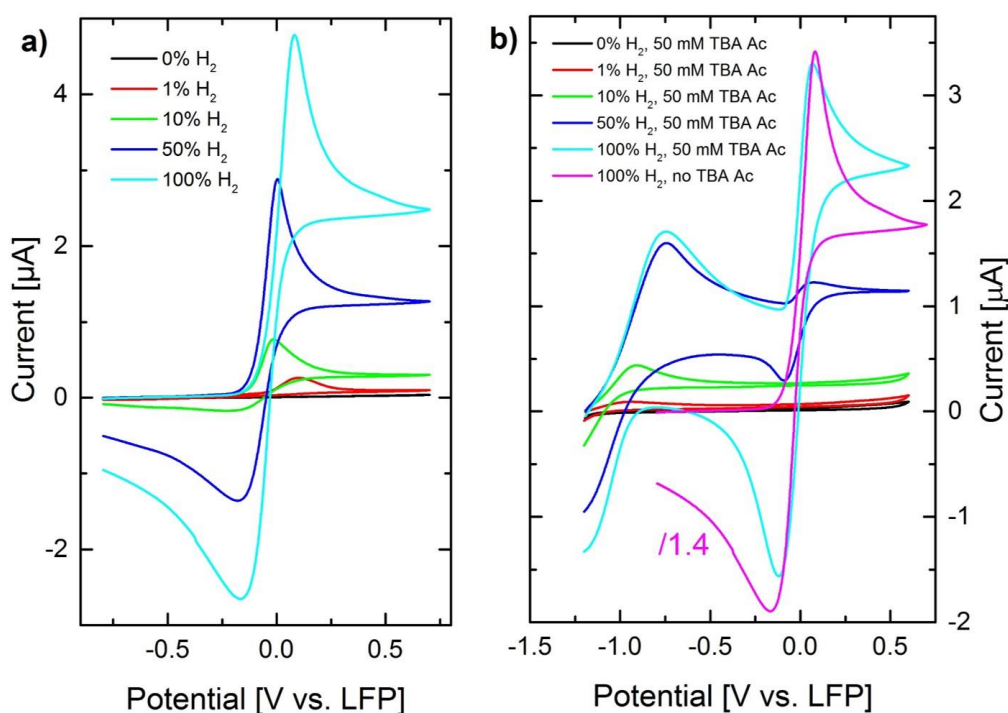 a)
0% H₂
1% H₂
10% H₂
50% H₂
100% H₂
Current [µA]
4
2
0
-2
-0.5
0.0
0.5
Potential [V vs. LFP]
b)
0% H₂, 50 mM TBA Ac
1% H₂, 50 mM TBA Ac
10% H₂, 50 mM TBA Ac
50% H₂, 50 mM TBA Ac
100% H₂, 50 mM TBA Ac
100% H₂, no TBA Ac
/1.4
3
2
1
0
-1
-2
Current [µA]
-1.5
-1.0
-0.5
0.0
0.5
Potential [V vs. LFP]